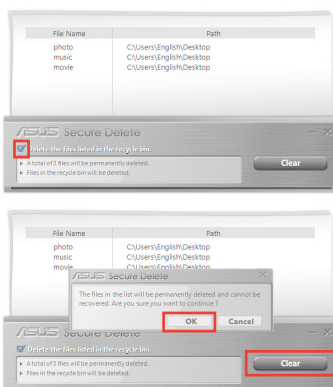 File Name Path
photo C:\Users\English\Desktop
music C:\Users\English\Desktop
movie C:\Users\English\Desktop
ASUS Secure Delete
Delete the files listed in the recycle bin.
A total of 3 files will be permanently deleted.
Files in the recycle bin will be deleted.
Clear
File Name Path
photo C:\Users\English\Desktop
music C:\Users\English\Desktop
movie C:\Users\English\Desktop
ASUS Secure Delete
The files in the list will be permanently deleted and cannot be
recovered. Are you sure you want to continue ?
OK Cancel
ASUS Secure Delete
Delete the files listed in the recycle bin.
A total of 3 files will be permanently deleted.
Files in the recycle bin will be deleted.
Clear